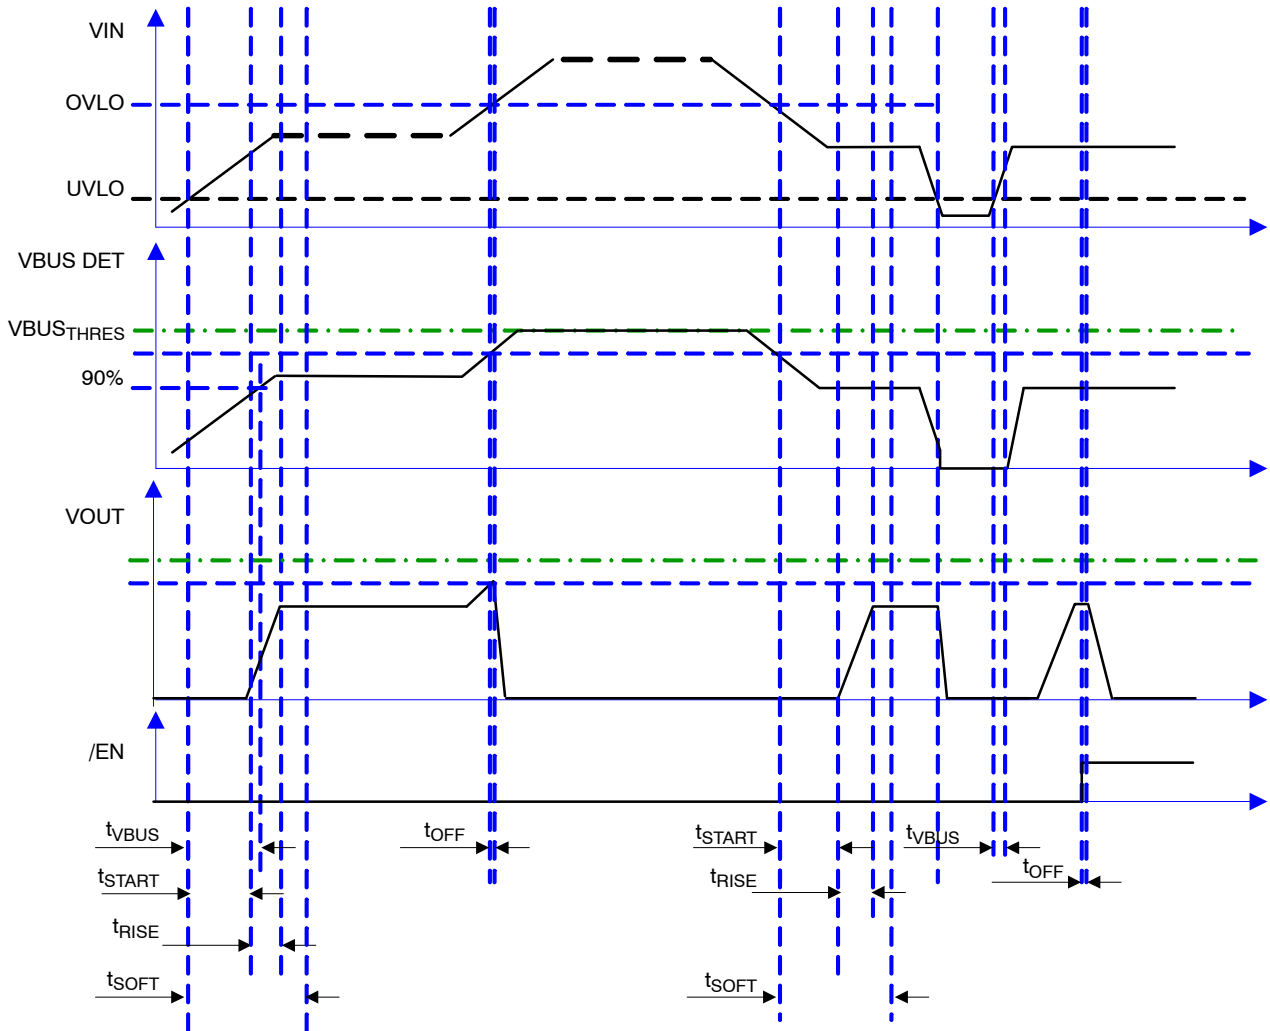 VIN
OVLO
UVLO
VBUS DET
VBUSTHRES
90%
VOUT
/EN
tVBUS
tOFF
tSTART
tVBUS
tSTART
tRISE
tOFF
tRISE
tSOFT
tSOFT